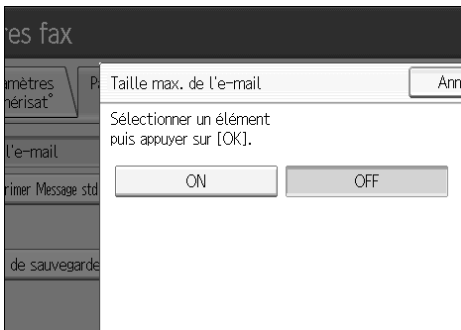 res fax
amètres
mérisat°
P
Taille max. de l'e-mail
Ann
Sélectionner un élément
puis appuyer sur [OK].
l'e-mail
ON
OFF
rimer Message std
de sauvegarde